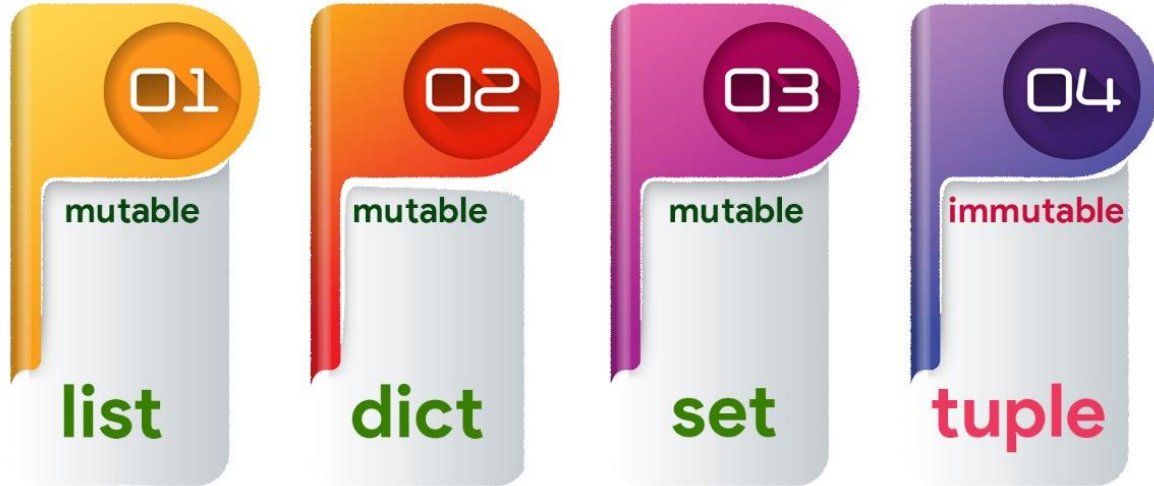 01
02
03
04
mutable
mutable
mutable
immutable
list
dict
set
tuple